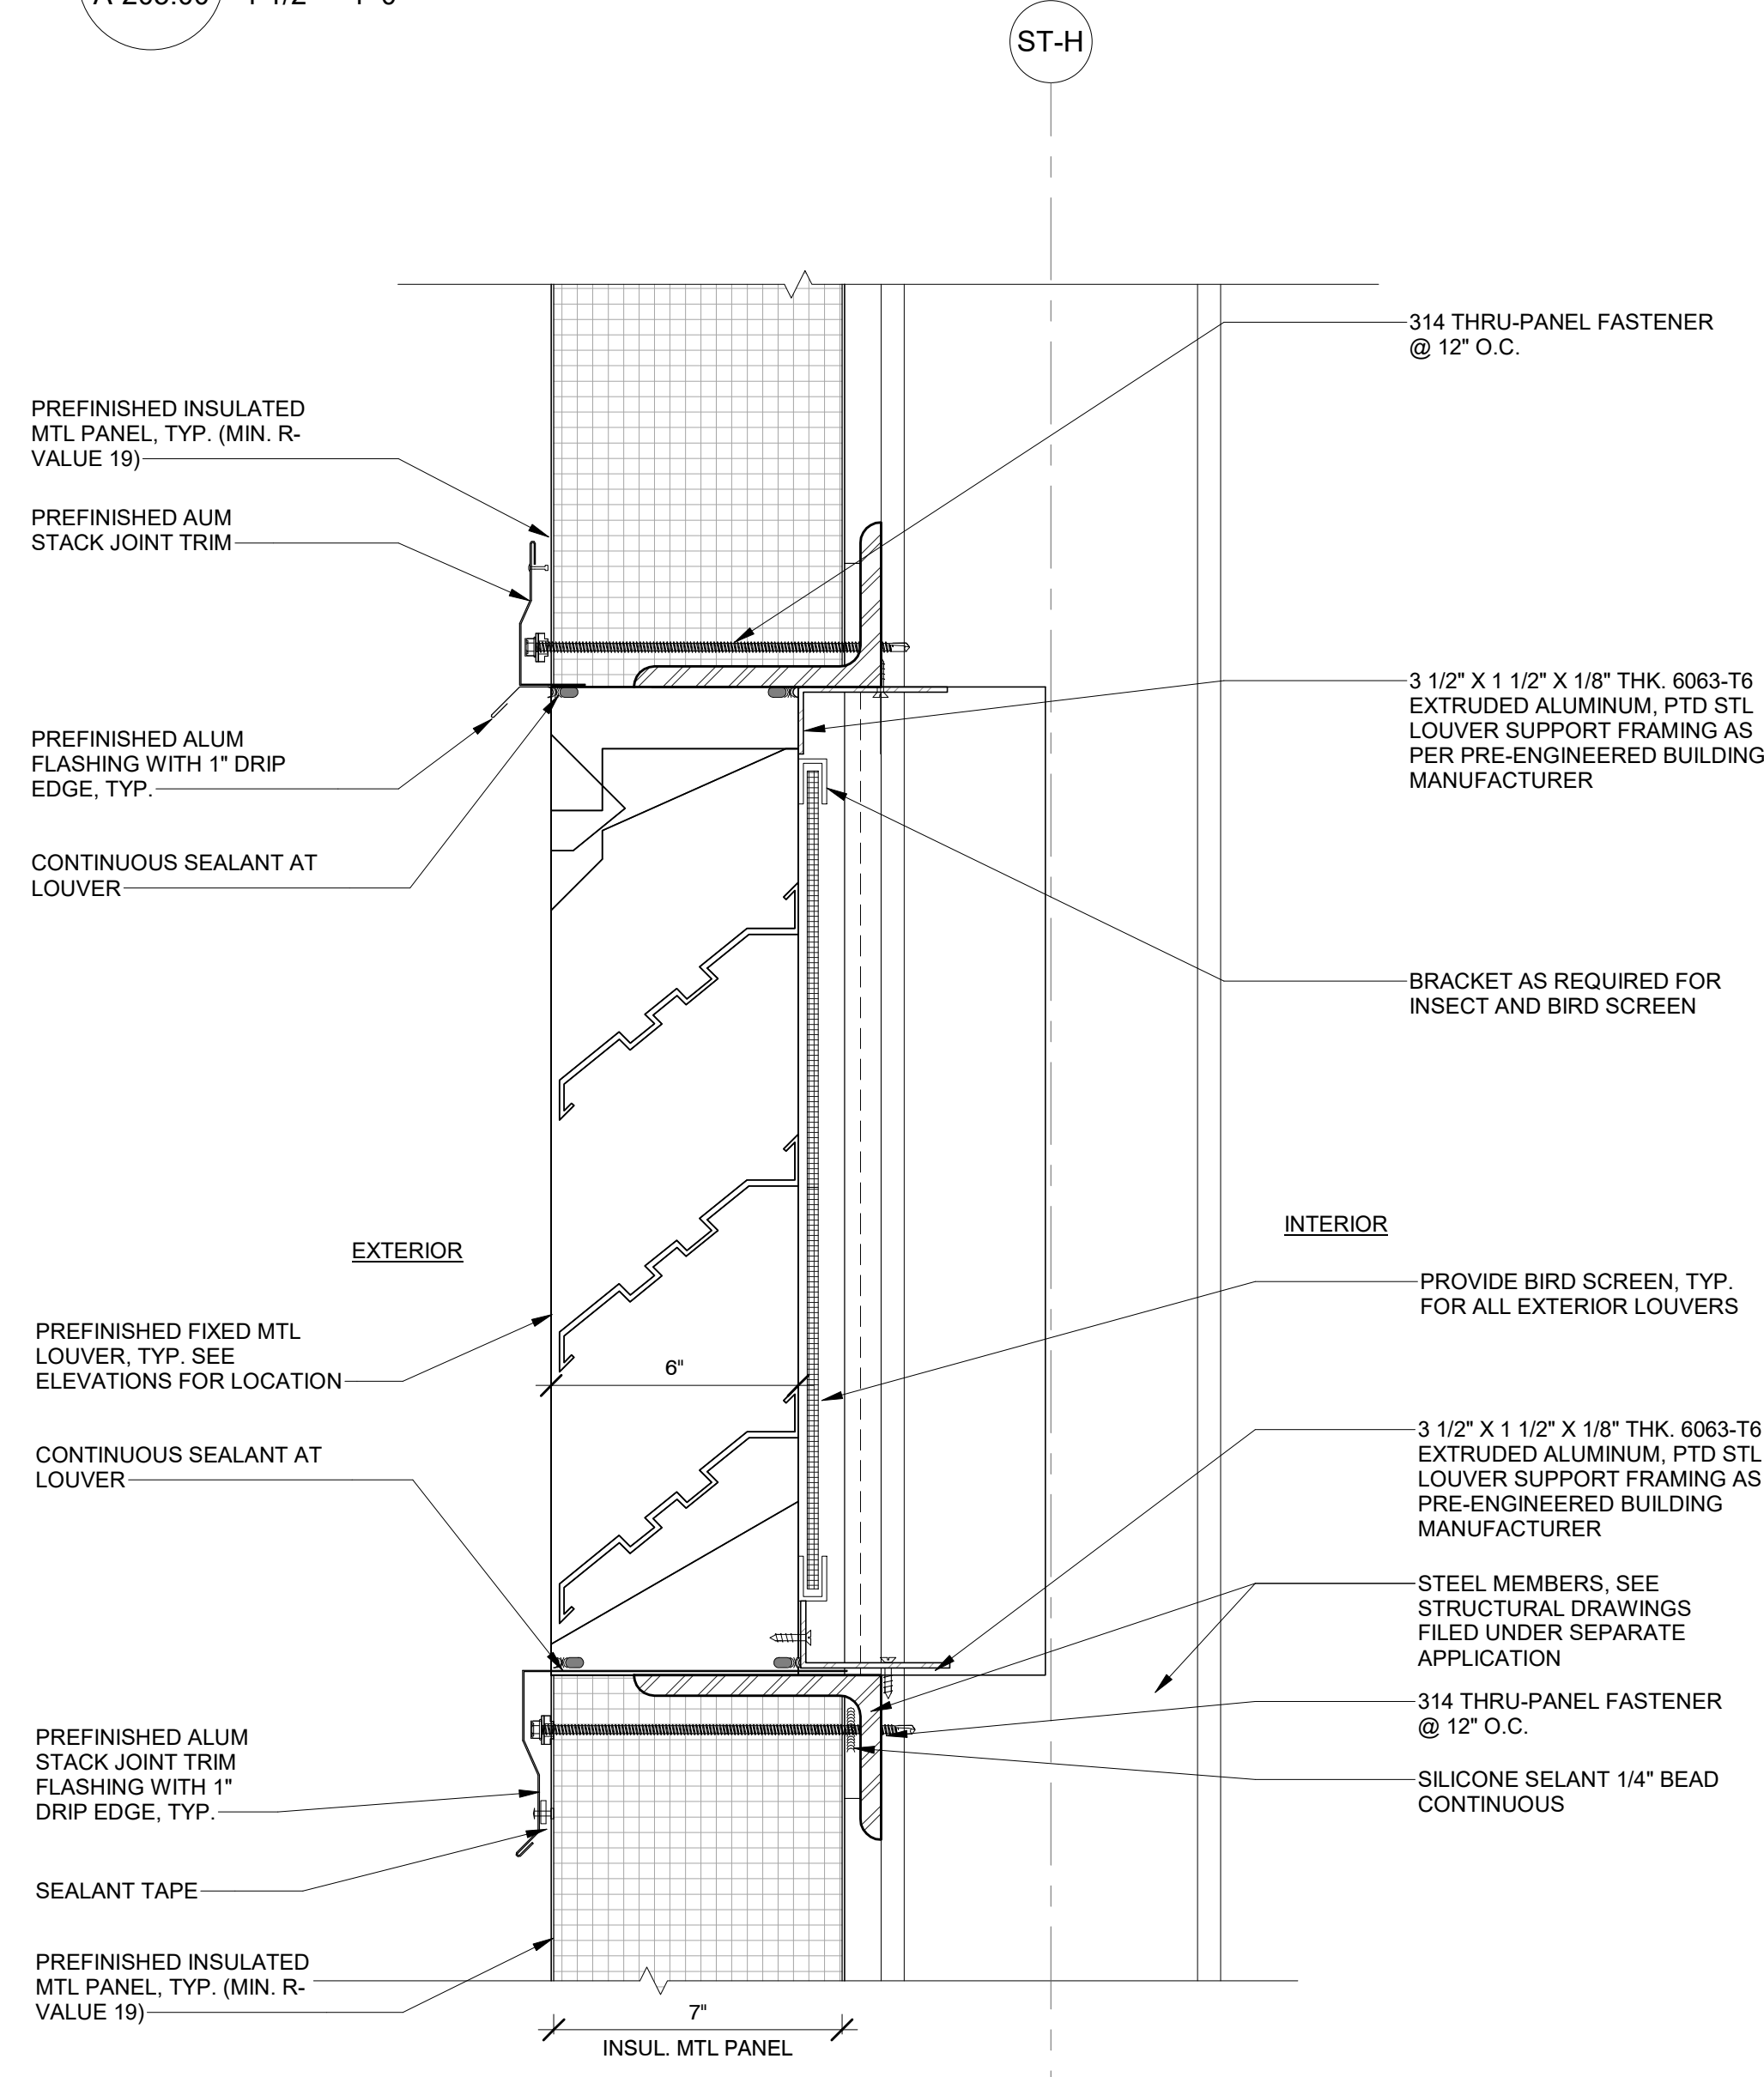 ST-H
314 THRU-PANEL FASTENER
@ 12" O.C.
PREFINISHED INSULATED
MTL PANEL, TYP. (MIN. R-
VALUE 19)
PREFINISHED AUM
STACK JOINT TRIM
3 1/2" X 1 1/2" X 1/8" THK. 6063-T6
EXTRUDED ALUMINUM, PTD STL
LOUVER SUPPORT FRAMING AS
PER PRE-ENGINEERED BUILDING
MANUFACTURER
PREFINISHED ALUM
FLASHING WITH 1" DRIP
EDGE, TYP.
CONTINUOUS SEALANT AT
LOUVER
BRACKET AS REQUIRED FOR
INSECT AND BIRD SCREEN
EXTERIOR
INTERIOR
PROVIDE BIRD SCREEN, TYP.
FOR ALL EXTERIOR LOUVERS
PREFINISHED FIXED MTL
LOUVER, TYP. SEE
ELEVATIONS FOR LOCATION
6"
CONTINUOUS SEALANT AT
LOUVER
3 1/2" X 1 1/2" X 1/8" THK. 6063-T6
EXTRUDED ALUMINUM, PTD STL
LOUVER SUPPORT FRAMING AS
PRE-ENGINEERED BUILDING
MANUFACTURER
STEEL MEMBERS, SEE
STRUCTURAL DRAWINGS
FILED UNDER SEPARATE
APPLICATION
314 THRU-PANEL FASTENER
@ 12" O.C.
SILICONE SELANT 1/4" BEAD
CONTINUOUS
PREFINISHED ALUM
STACK JOINT TRIM
FLASHING WITH 1"
DRIP EDGE, TYP.
SEALANT TAPE
PREFINISHED INSULATED
MTL PANEL, TYP. (MIN. R-
VALUE 19)
7"
INSUL. MTL PANEL